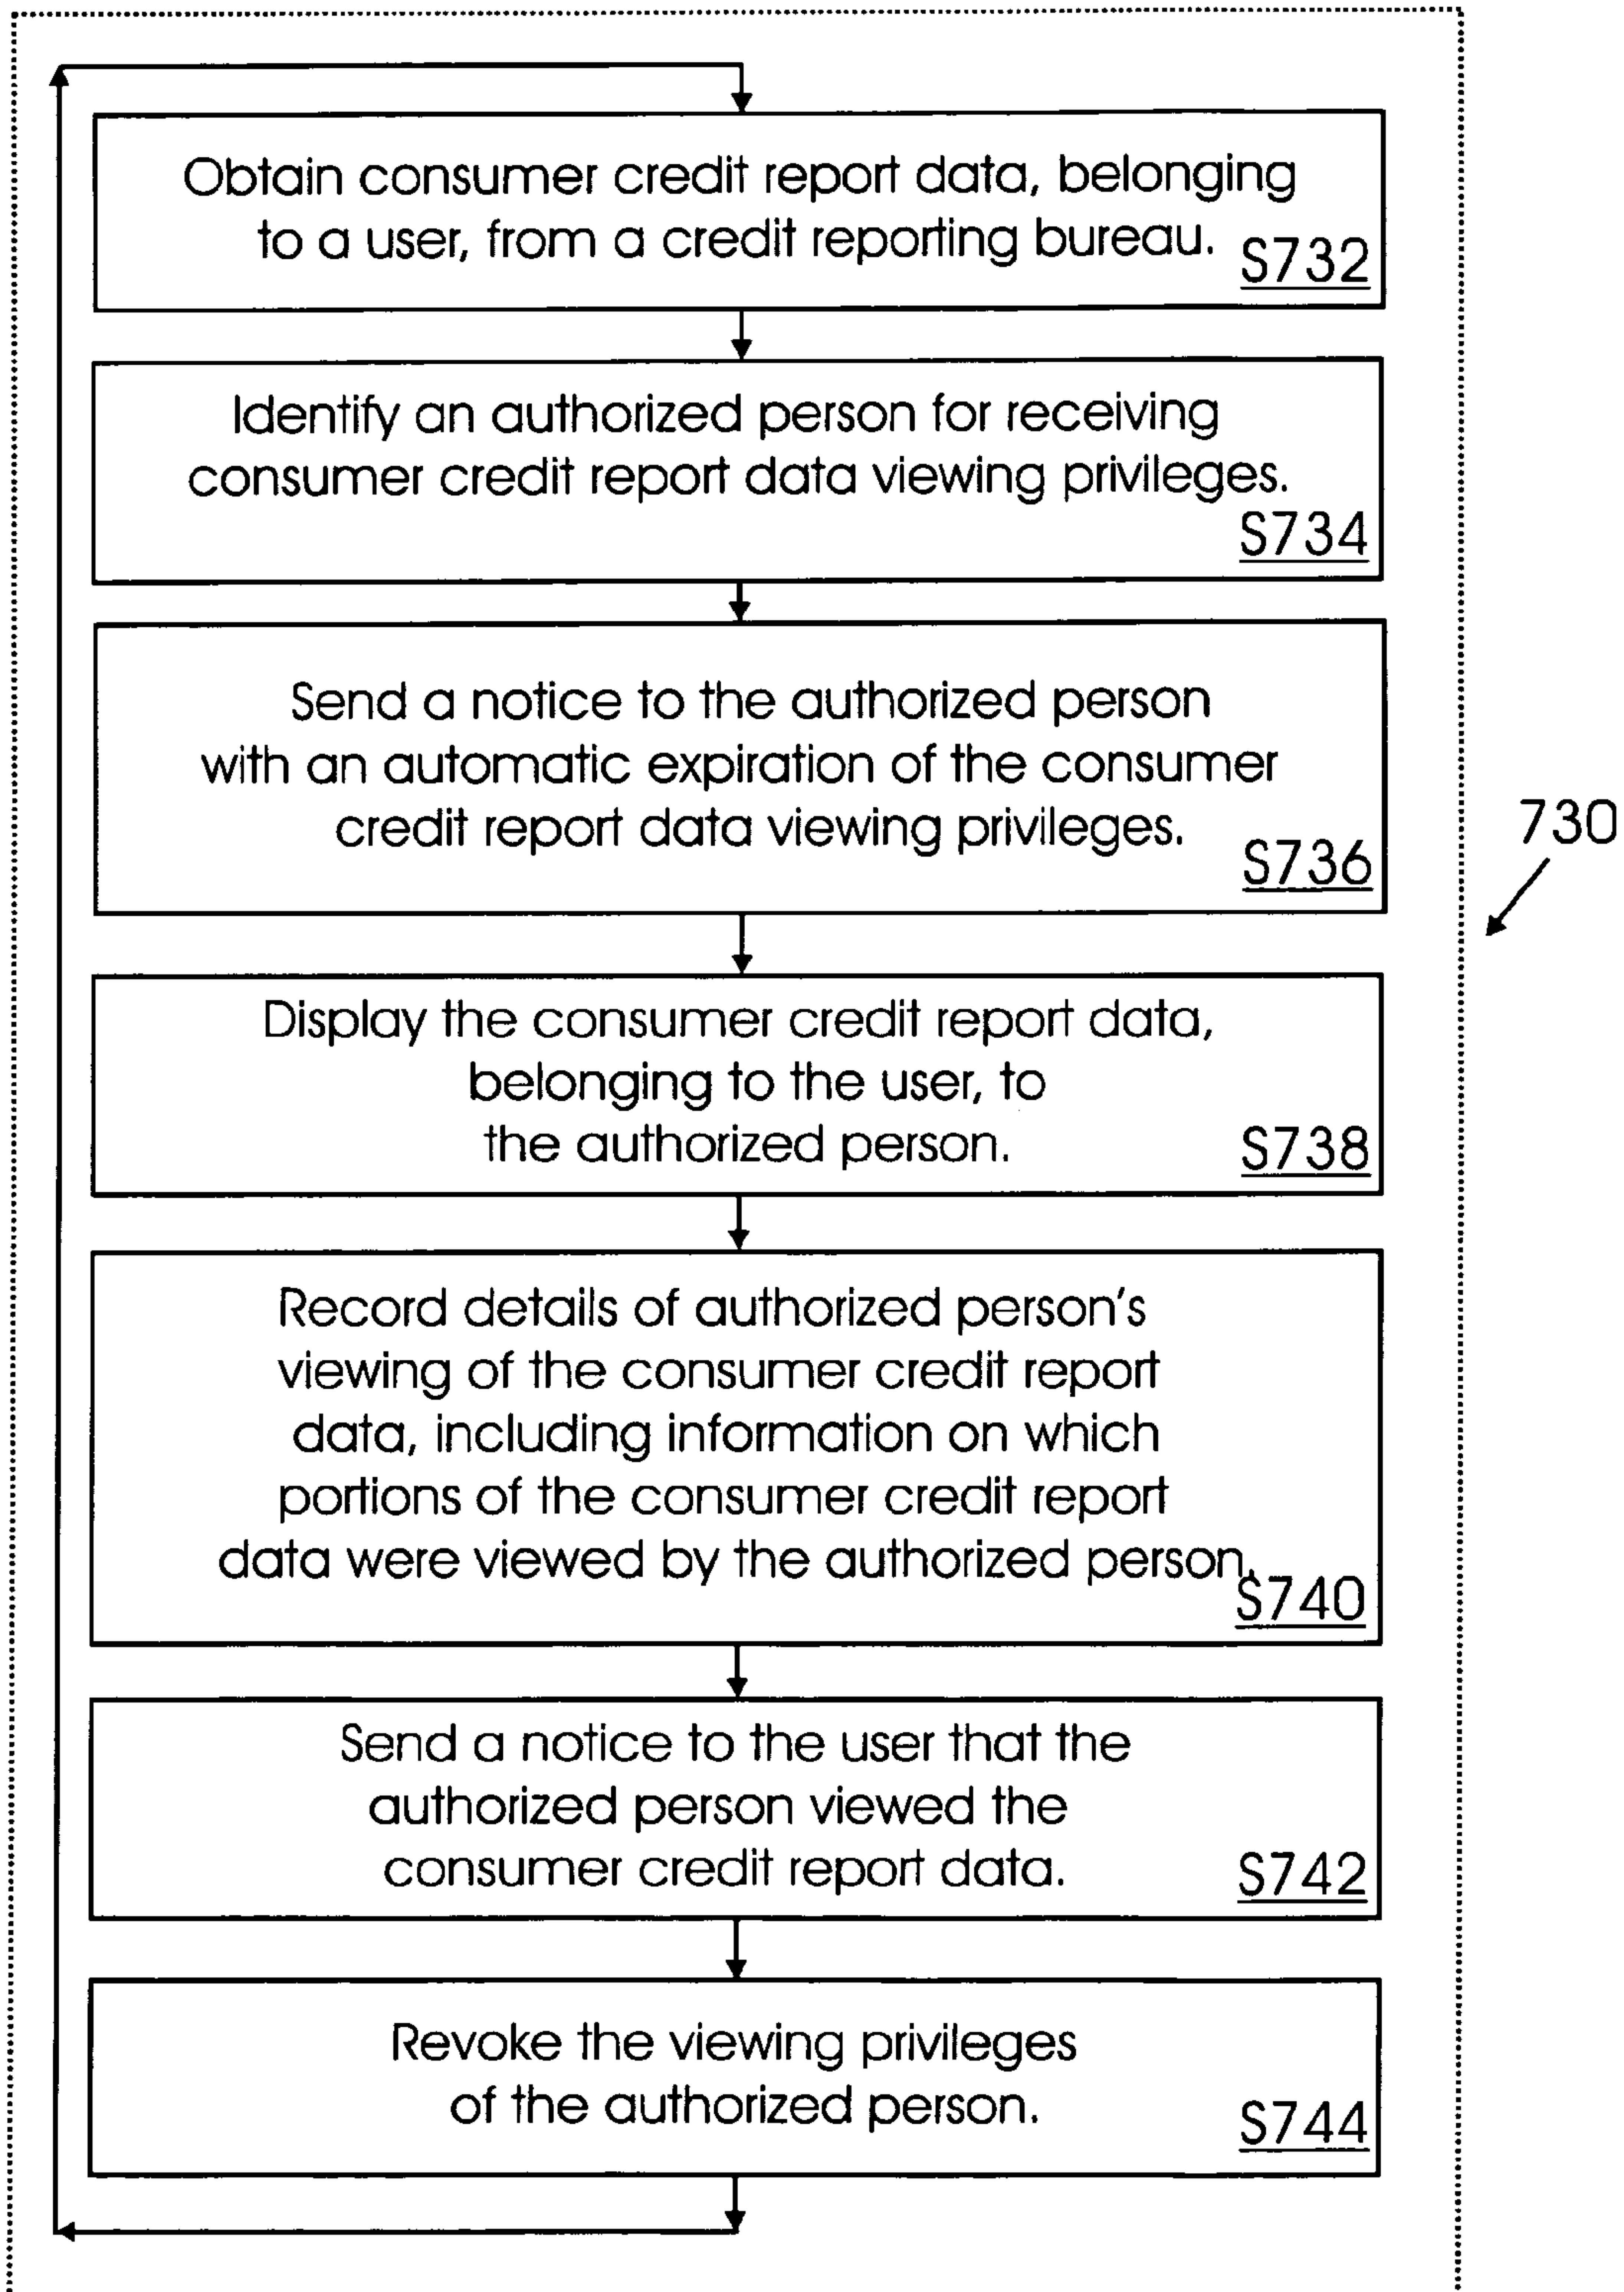 Obtain consumer credit report data, belonging
to a user, from a credit reporting bureau.
S732
Identify an authorized person for receiving
consumer credit report data viewing privileges.
S734
Send a notice to the authorized person
with an automatic expiration of the consumer
credit report data viewing privileges.
S736
730
Display the consumer credit report data,
belonging to the user, to
the authorized person.
S738
Record details of authorized person's
viewing of the consumer credit report
data, including information on which
portions of the consumer credit report
data were viewed by the authorized person.
S740
Send a notice to the user that the
authorized person viewed the
consumer credit report data.
S742
Revoke the viewing privileges
of the authorized person.
S744